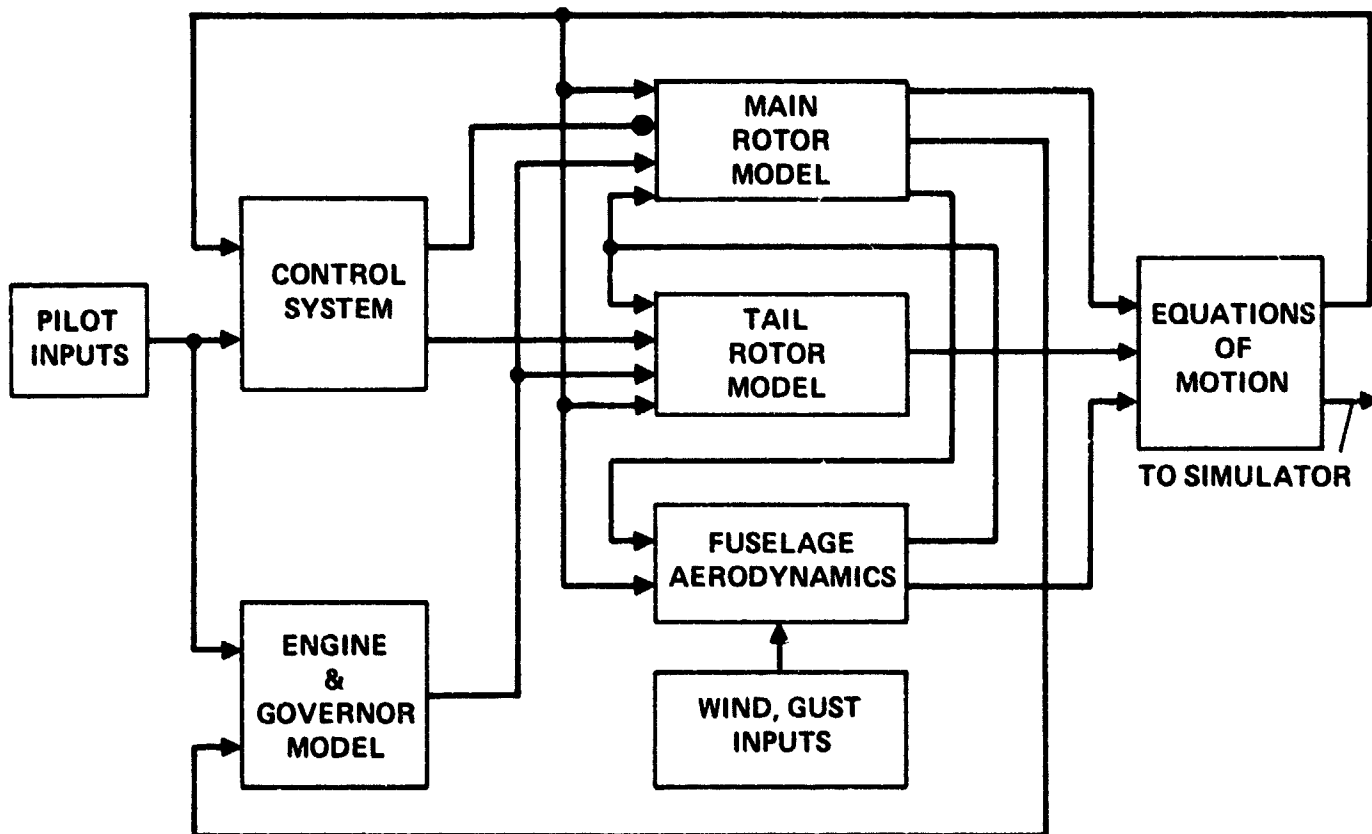 MAIN
ROTOR
MODEL
CONTROL
SYSTEM
PILOT
INPUTS
TAIL
ROTOR
MODEL
EQUATIONS
OF
MOTION
TO SIMULATOR
FUSELAGE
AERODYNAMICS
ENGINE
&
GOVERNOR
MODEL
WIND, GUST
INPUTS